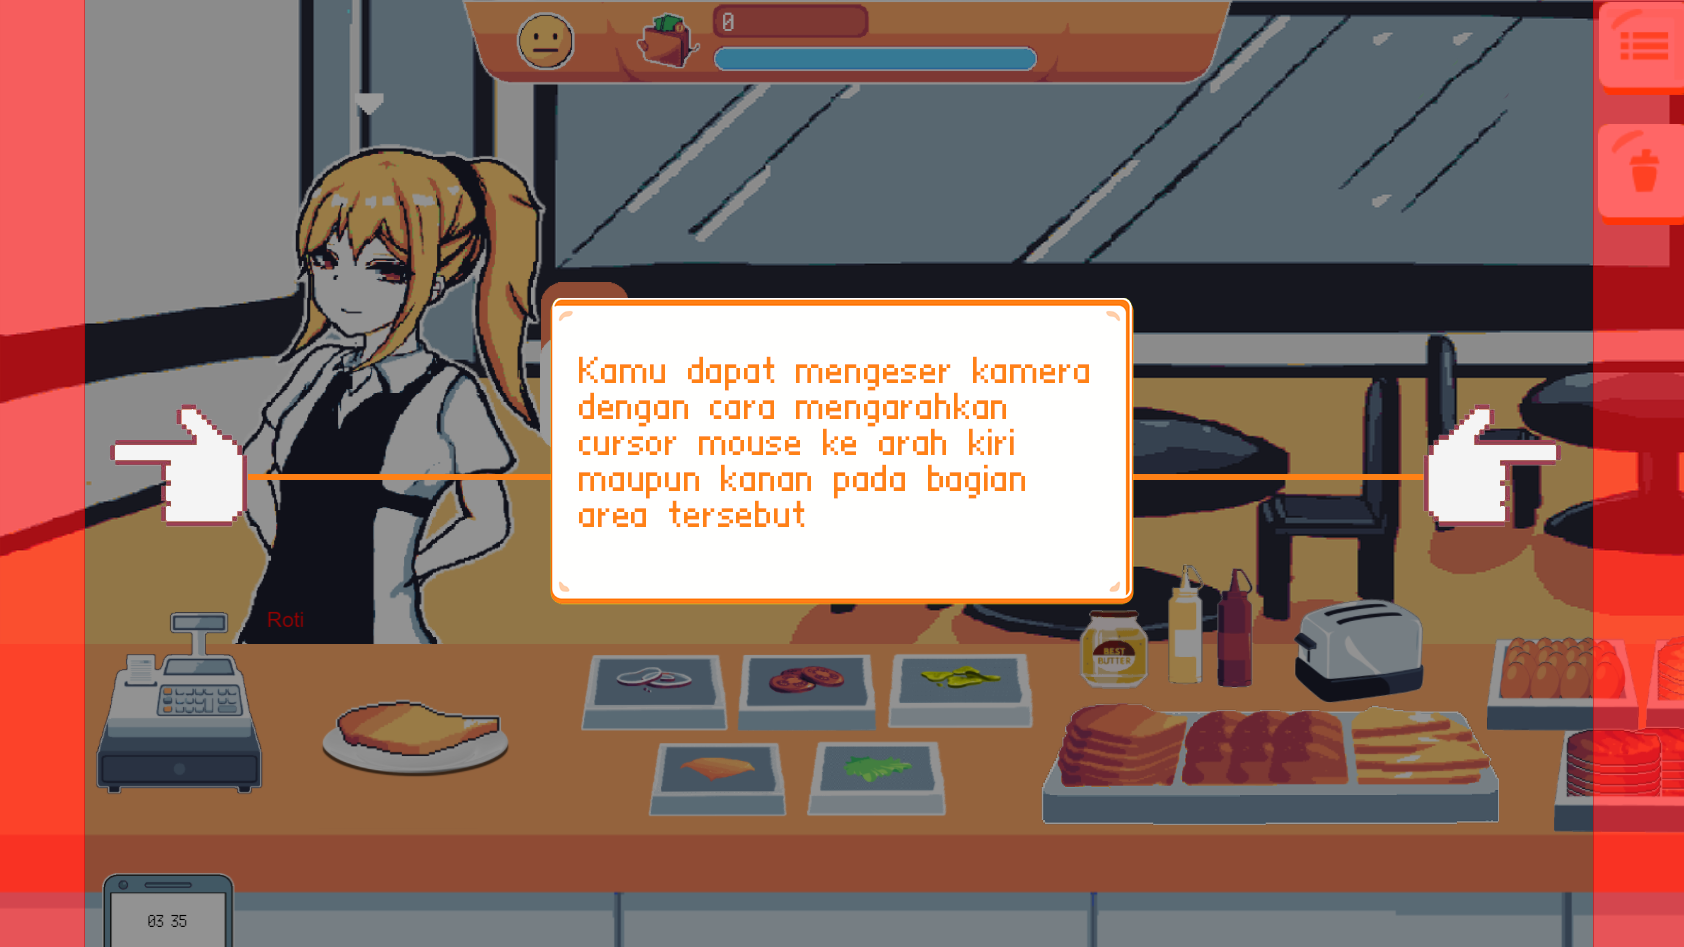 0
Kamu dapat mengeser kamera
dengan cara mengarahkan
cursor mouse ke arah kiri
maupun kanan pada bagian
area tersebut
Roti
BEST
BUTTER
03 35